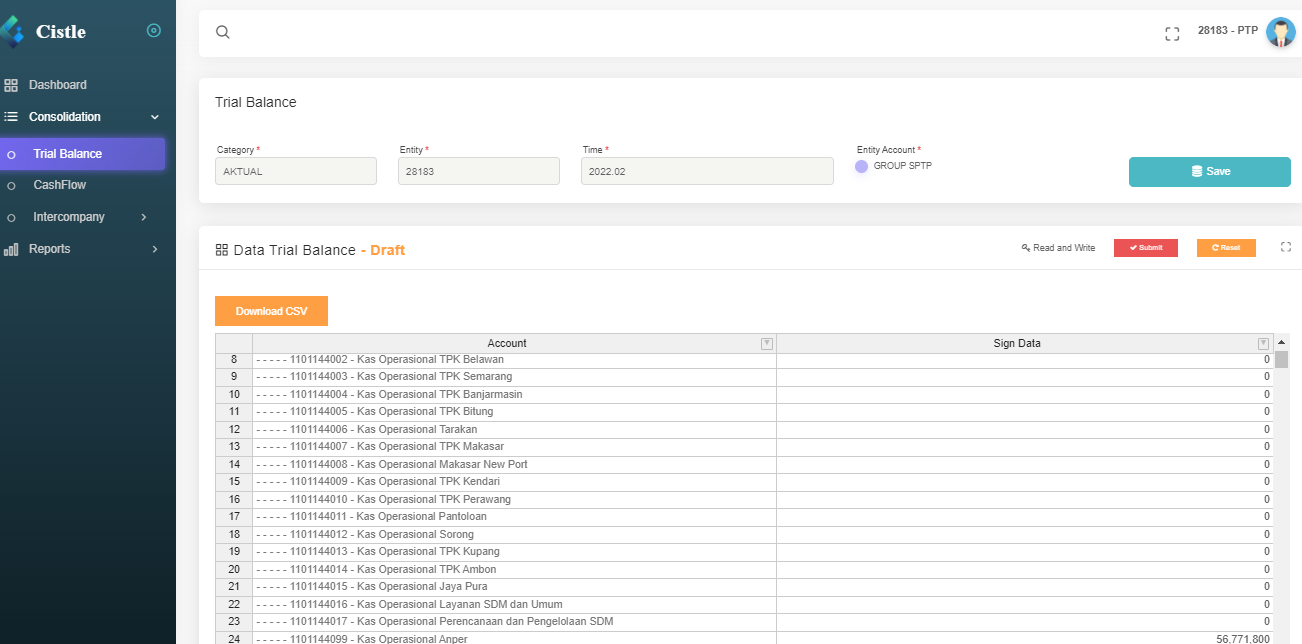 Cistle
28183 - PTP
Dashboard
Consolidation
Trial Balance
CashFlow
Intercompany
Reports
Trial Balance
Category *
Entity *
Time *
Entity Account *
AKTUAL
28183
2022.02
GROUP SPTP
Save
Data Trial Balance - Draft
Read and Write
Submit
Reset
Download CSV
Account Sign Data
8 - - - - - 1101144002 - Kas Operasional TPK Belawan 0
9 - - - - - 1101144003 - Kas Operasional TPK Semarang 0
10 - - - - - 1101144004 - Kas Operasional TPK Banjarmasin 0
11 - - - - - 1101144005 - Kas Operasional TPK Bitung 0
12 - - - - - 1101144006 - Kas Operasional Tarakan 0
13 - - - - - 1101144007 - Kas Operasional TPK Makasar 0
14 - - - - - 1101144008 - Kas Operasional Makasar New Port 0
15 - - - - - 1101144009 - Kas Operasional TPK Kendari 0
16 - - - - - 1101144010 - Kas Operasional TPK Perawang 0
17 - - - - - 1101144011 - Kas Operasional Pantoloan 0
18 - - - - - 1101144012 - Kas Operasional Sorong 0
19 - - - - - 1101144013 - Kas Operasional TPK Kupang 0
20 - - - - - 1101144014 - Kas Operasional TPK Ambon 0
21 - - - - - 1101144015 - Kas Operasional Jaya Pura 0
22 - - - - - 1101144016 - Kas Operasional Layanan SDM dan Umum 0
23 - - - - - 1101144017 - Kas Operasional Perencanaan dan Pengelolaan SDM 0
24 - - - - - 1101144099 - Kas Operasional Anper 56,771,800